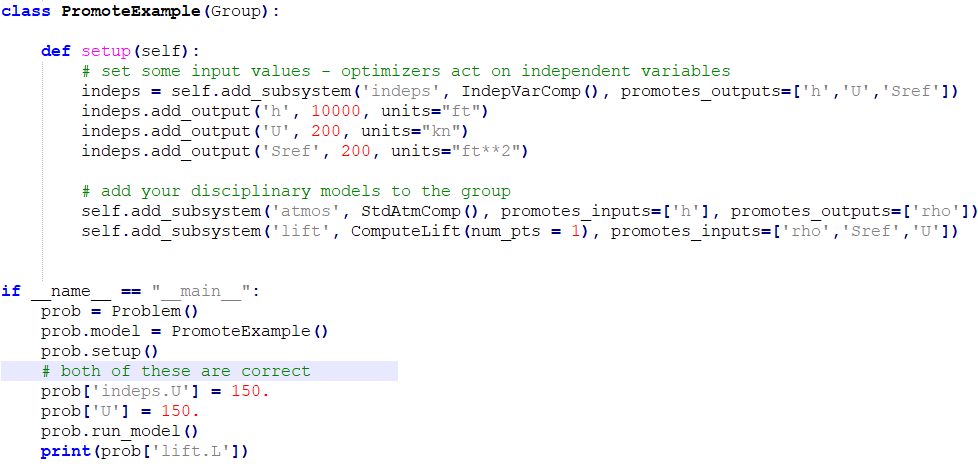 class PromoteExample(Group):
def setup(self):
# set some input values - optimizers act on independent variables
indeps = self.add_subsystem('indeps', IndepVarComp(), promotes_outputs=['h','U','Sref'])
indeps.add_output('h', 10000, units="ft")
indeps.add_output('U', 200, units="kn")
indeps.add_output('Sref', 200, units="ft**2")
# add your disciplinary models to the group
self.add_subsystem('atmos', StdAtmComp(), promotes_inputs=['h'], promotes_outputs=['rho'])
self.add_subsystem('lift', ComputeLift(num_pts = 1), promotes_inputs=['rho','Sref','U'])
if __name__ == "__main__":
prob = Problem()
prob.model = PromoteExample()
prob.setup()
# both of these are correct
prob['indeps.U'] = 150.
prob['U'] = 150.
prob.run_model()
print(prob['lift.L'])